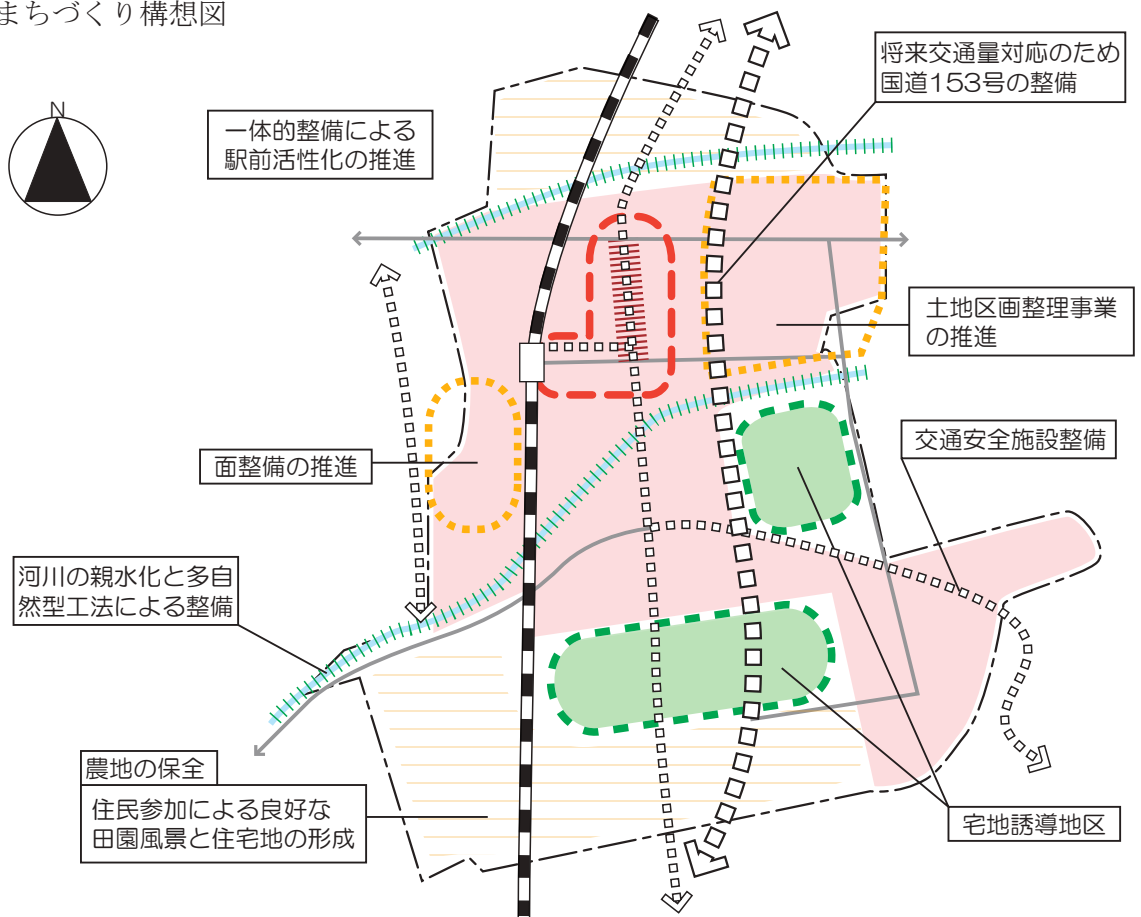 まちづくり構想図
N
将来交通量対応のため
国道153号の整備
一体的整備による
駅前活性化の推進
土地区画整理事業
の推進
交通安全施設整備
面整備の推進
河川の親水化と多自
然型工法による整備
農地の保全
住民参加による良好な
田園風景と住宅地の形成
宅地誘導地区